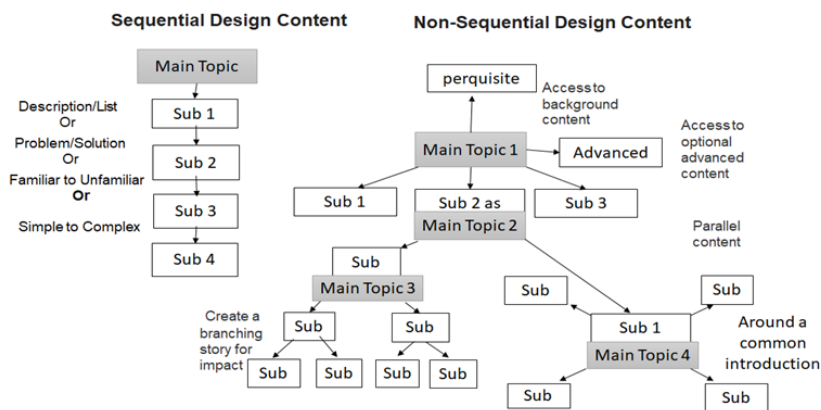 Sequential Design Content
Main Topic
Sub 1
Sub 2
Sub 3
Sub 4
Description/List
Or
Problem/Solution
Or
Familiar to Unfamiliar
Or
Simple to Complex
Non-Sequential Design Content
perquisite
Access to
background
content
Main Topic 1
Advanced
Access to
optional
advanced
content
Sub 1
Sub 2 as
Sub 3
Main Topic 2
Parallel
content
Sub
Main Topic 3
Create a
branching
story for
impact
Sub
Sub
Sub
Sub
Sub
Sub
Sub
Sub
Sub 1
Main Topic 4
Around a
common
introduction
Sub
Sub